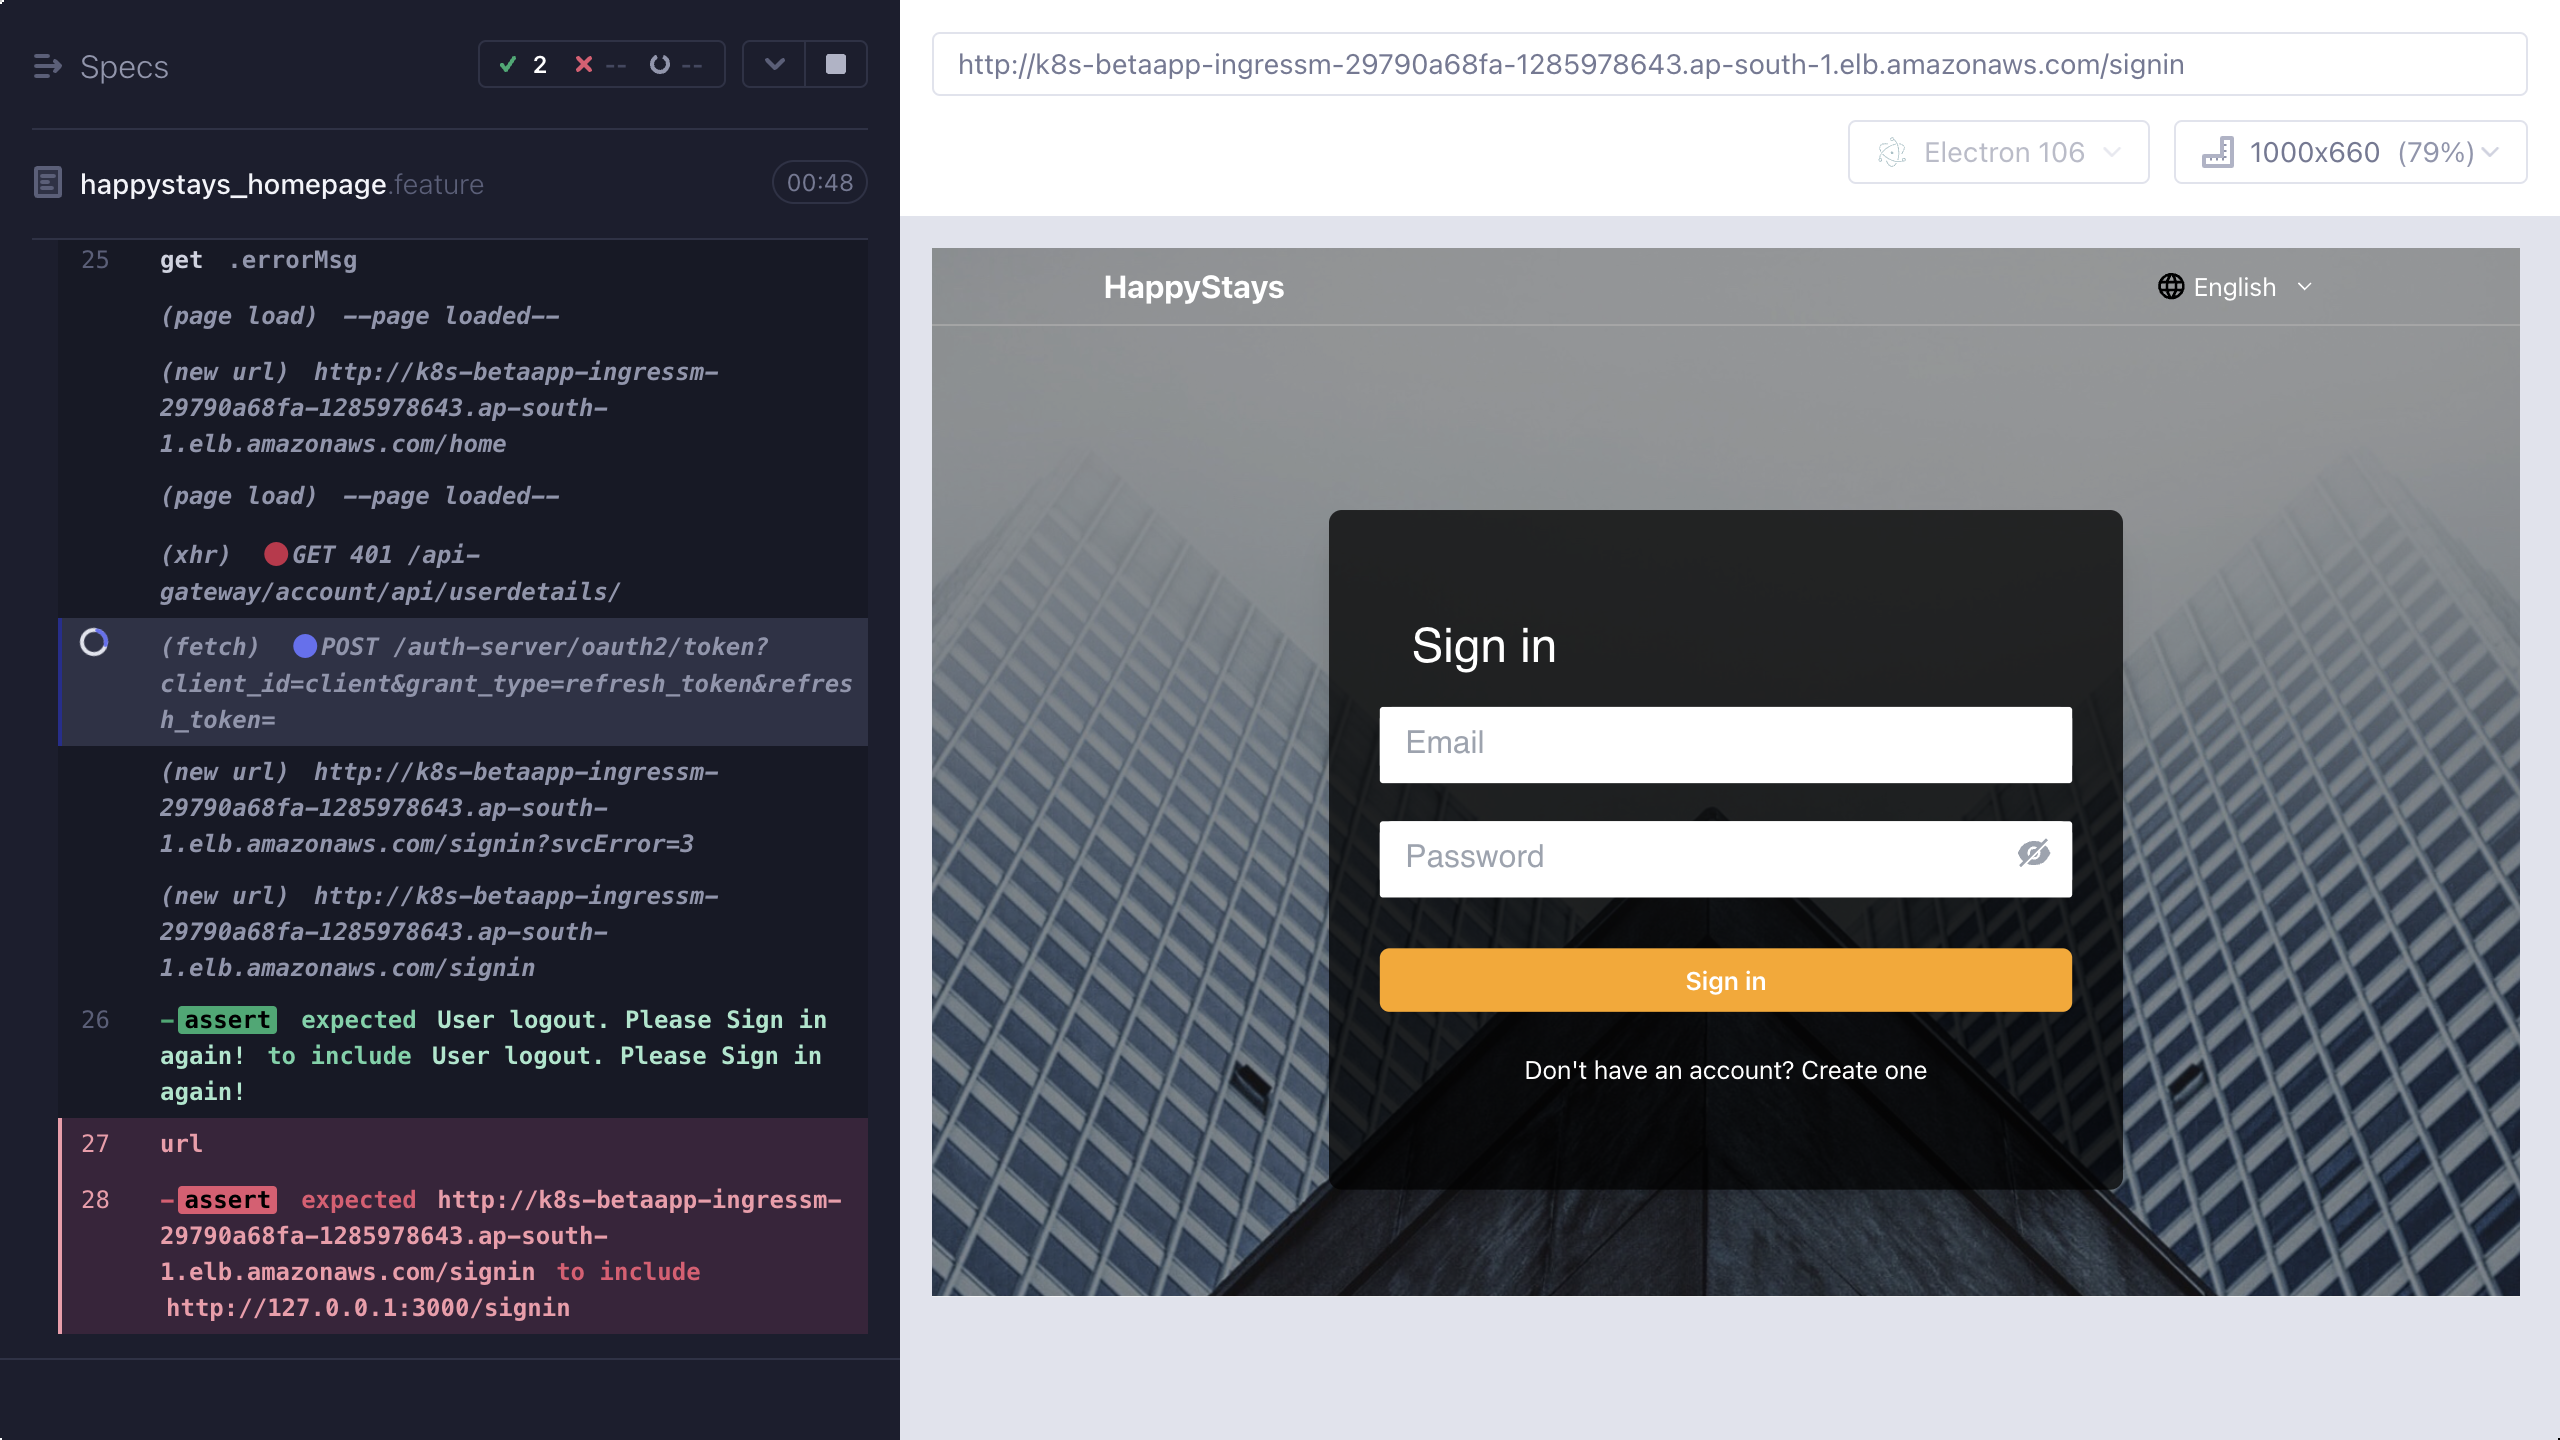 Specs
2 -- --
happystays_homepage.feature
00:48
25 get .errorMsg
(page load) --page loaded--
(new url) http://k8s-betaapp-ingressm-
29790a68fa-1285978643.ap-south-
1.elb.amazonaws.com/home
(page load) --page loaded--
(xhr) GET 401 /api-
gateway/account/api/userdetails/
(fetch) POST /auth-server/oauth2/token?
client_id=client&grant_type=refresh_token&refres
h_token=
(new url) http://k8s-betaapp-ingressm-
29790a68fa-1285978643.ap-south-
1.elb.amazonaws.com/signin?svcError=3
(new url) http://k8s-betaapp-ingressm-
29790a68fa-1285978643.ap-south-
1.elb.amazonaws.com/signin
26 -assert expected User logout. Please Sign in
again! to include User logout. Please Sign in
again!
27 url
28 -assert expected http://k8s-betaapp-ingressm-
29790a68fa-1285978643.ap-south-
1.elb.amazonaws.com/signin to include
http://127.0.0.1:3000/signin
http://k8s-betaapp-ingressm-29790a68fa-1285978643.ap-south-1.elb.amazonaws.com/signin
Electron 106
1000x660 (79%)
HappyStays
English
Sign in
Email
Password
Sign in
Don't have an account? Create one